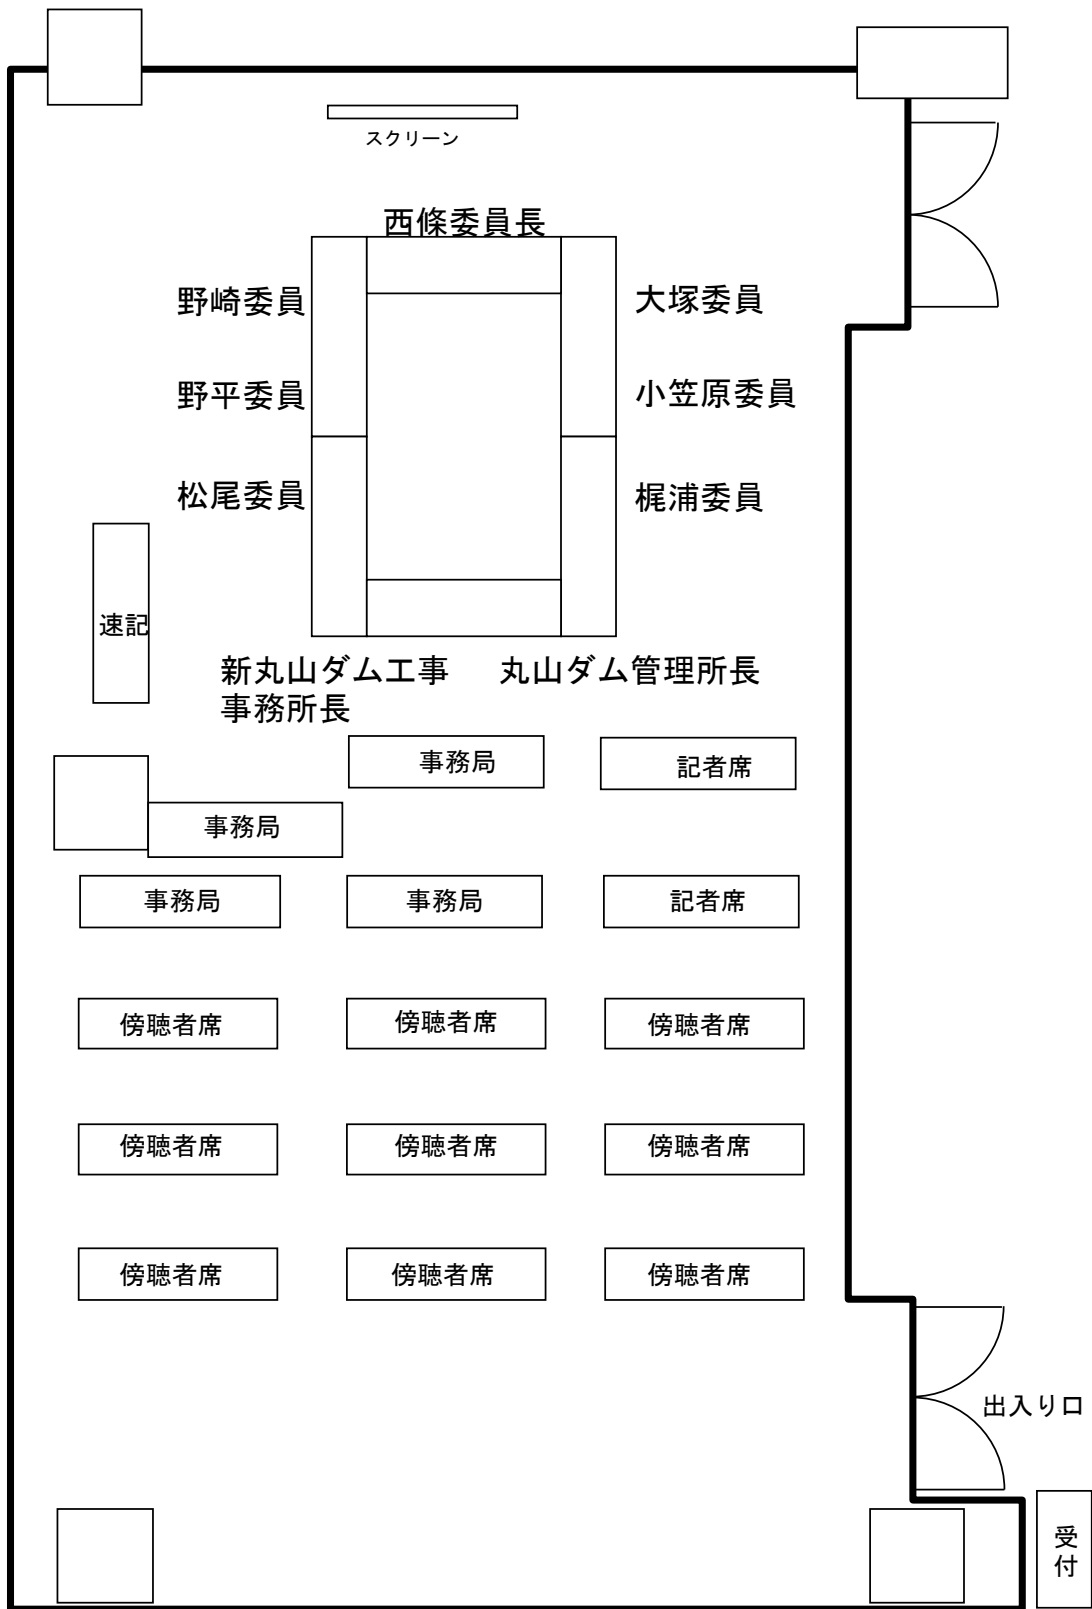 スクリーン
西條委員長
野崎委員
大塚委員
野平委員
小笠原委員
松尾委員
梶浦委員
速記
新丸山ダム工事
事務所長
丸山ダム管理所長
事務局
記者席
事務局
事務局
事務局
記者席
傍聴者席
傍聴者席
傍聴者席
傍聴者席
傍聴者席
傍聴者席
傍聴者席
傍聴者席
傍聴者席
出入り口
受付